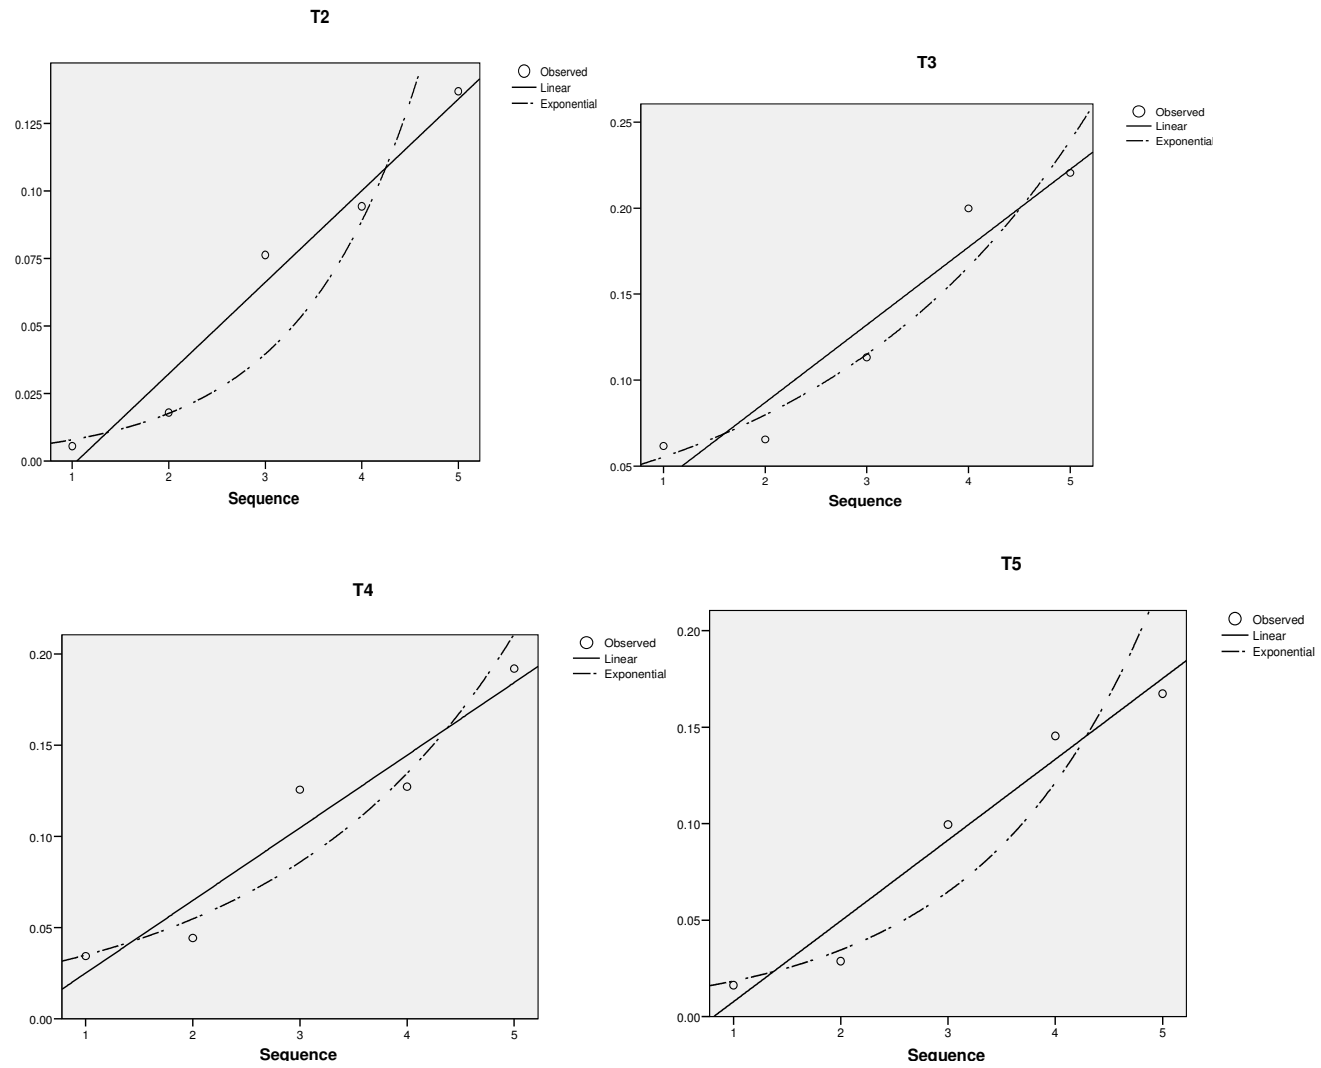 T2
Observed
Linear
Exponential
0.125
0.10
0.075
0.05
0.025
0.00
1 2 3 4 5
Sequence
T3
Observed
Linear
Exponential
0.25
0.20
0.15
0.10
0.05
1 2 3 4 5
Sequence
T4
Observed
Linear
Exponential
0.20
0.15
0.10
0.05
0.00
1 2 3 4 5
Sequence
T5
Observed
Linear
Exponential
0.20
0.15
0.10
0.05
0.00
1 2 3 4 5
Sequence